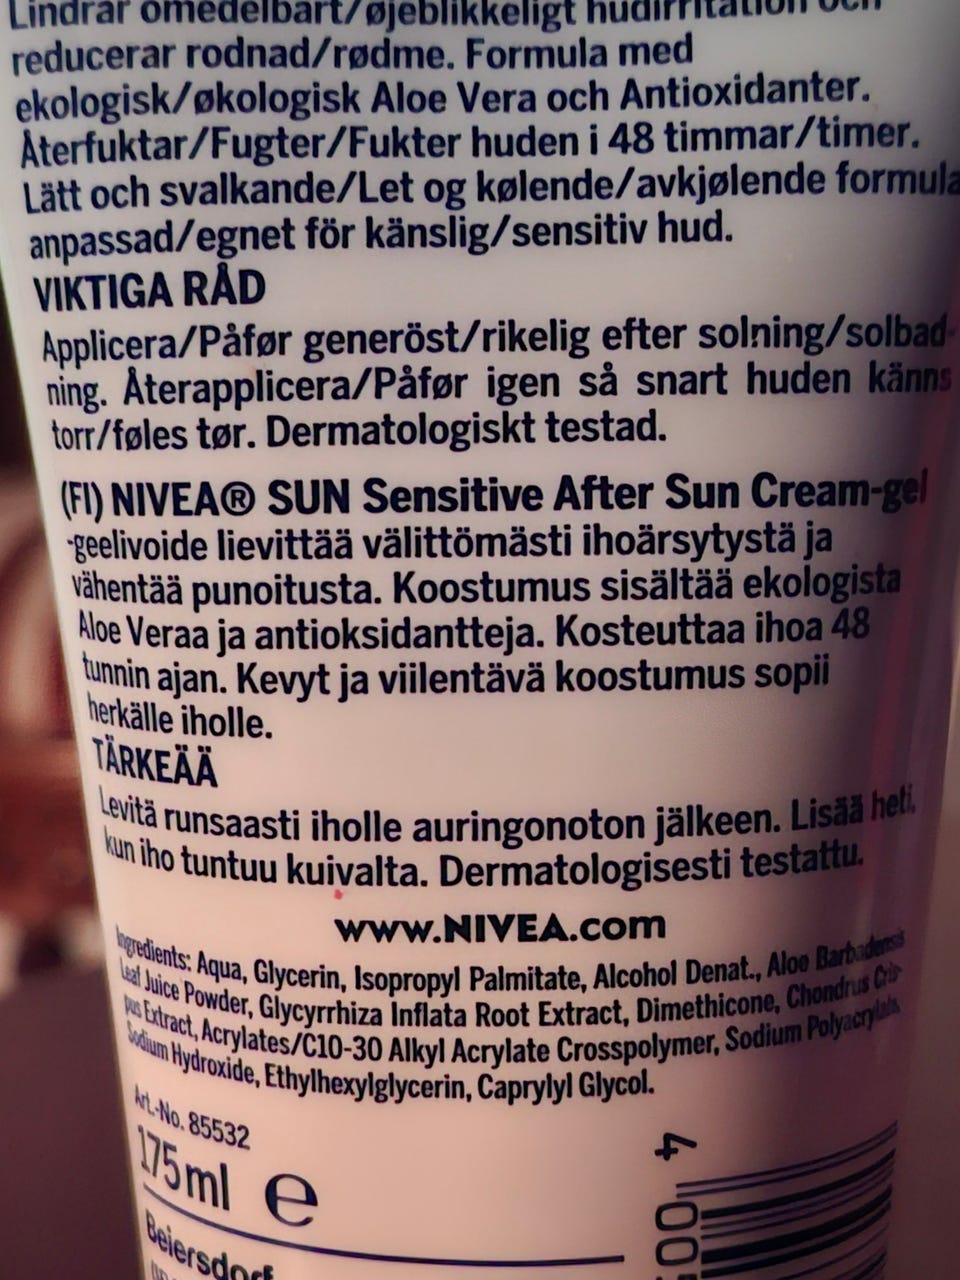 Lindrar omedelbart/øjeblikkeligt hudirritation och
reducerar rodnad/rødme. Formula med
ekologisk/økologisk Aloe Vera och Antioxidanter.
Återfuktar/Fugter/Fukter huden i 48 timmar/timer.
Lätt och svalkande/Let og kølende/avkjølende formula
anpassad/egnet för känslig/sensitiv hud.
VIKTIGA RÅD
Applicera/Påfør generöst/rikelig efter solning/solbad-
ning. Återapplicera/Påfør igen så snart huden känns
torr/føles tør. Dermatologiskt testad.
(FI) NIVEA® SUN Sensitive After Sun Cream-gel
-geelivoide lievittää välittömästi ihoärsytystä ja
vähentää punoitusta. Koostumus sisältää ekologista
Aloe Veraa ja antioksidantteja. Kosteuttaa ihoa 48
tunnin ajan. Kevyt ja viilentävä koostumus sopii
herkälle iholle.
TÄRKEÄÄ
Levitä runsaasti iholle auringonoton jälkeen. Lisää heti,
kun iho tuntuu kuivalta. Dermatologisesti testattu.
www.NIVEA.com
Ingredients: Aqua, Glycerin, Isopropyl Palmitate, Alcohol Denat., Aloe Barbadensis
Leaf Juice Powder, Glycyrrhiza Inflata Root Extract, Dimethicone, Chondrus Cris-
pus Extract, Acrylates/C10-30 Alkyl Acrylate Crosspolymer, Sodium Polyacrylate,
Sodium Hydroxide, Ethylhexylglycerin, Caprylyl Glycol.
Art.-No. 85532
175ml e
4 00
Beiersdorf